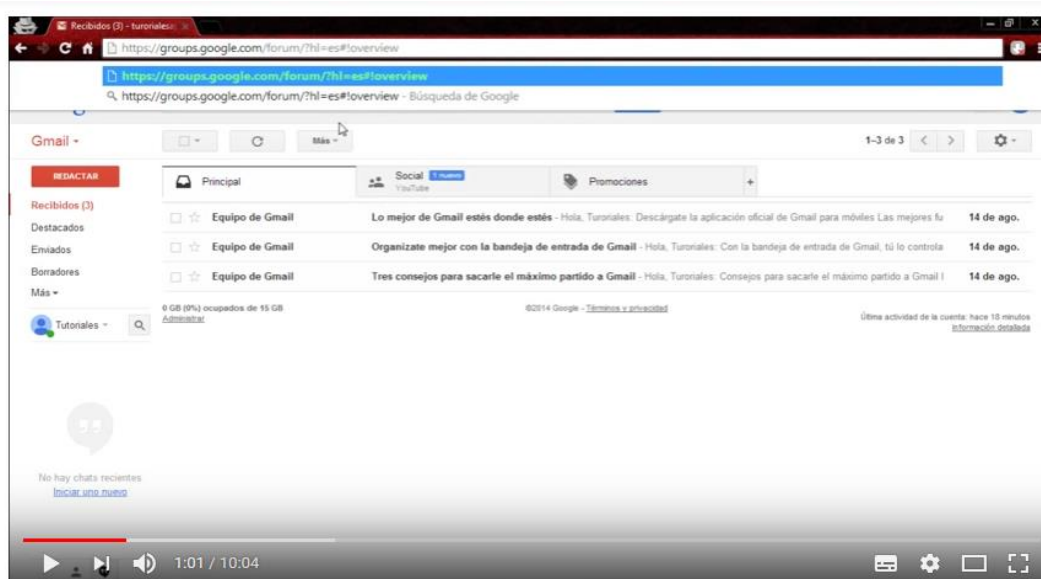 Recibidos (3) - turoriales
https://groups.google.com/forum/?hl=es#!overview
https://groups.google.com/forum/?hl=es#!overview
https://groups.google.com/forum/?hl=es#!overview - Búsqueda de Google
Gmail
Más
1–3 de 3
REDACTAR
Principal
Social 1 nuevo
YouTube
Promociones
+
Recibidos (3)
Equipo de Gmail Lo mejor de Gmail estés donde estés - Hola, Turoriales: Descárgate la aplicación oficial de Gmail para móviles Las mejores fu 14 de ago.
Destacados
Enviados
Equipo de Gmail Organízate mejor con la bandeja de entrada de Gmail - Hola, Turoriales: Con la bandeja de entrada de Gmail, tú lo controla 14 de ago.
Borradores
Equipo de Gmail Tres consejos para sacarle el máximo partido a Gmail - Hola, Turoriales: Consejos para sacarle el máximo partido a Gmail 14 de ago.
Más
0 GB (0%) ocupados de 15 GB
Administrar
©2014 Google - Términos y privacidad
Última actividad de la cuenta: hace 18 minutos
Información detallada
Tutoriales
No hay chats recientes
Iniciar uno nuevo
1:01 / 10:04